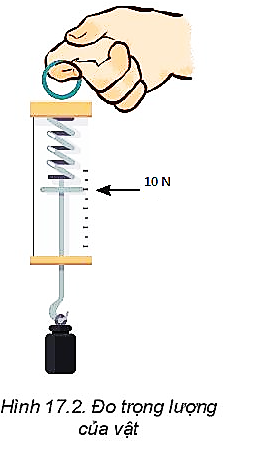 10 N
Hình 17.2. Đo trọng lượng
của vật